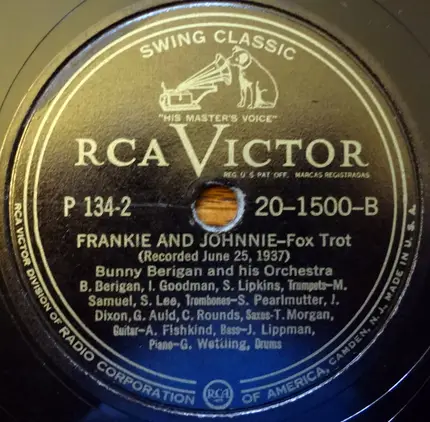 SWING CLASSIC
"HIS MASTER'S VOICE"
RCA VICTOR
REG. U S PAT OFF. MARCAS REGISTRADAS
P 134-2 20-1500-B
FRANKIE AND JOHNNIE-Fox Trot
(Recorded June 25, 1937)
Bunny Berigan and his Orchestra
B. Berigan, I. Goodman, S. Lipkins, Trumpets-M.
Samuel, S. Lee, Trombones-S. Pearlmutter, J.
Dixon, G. Auld, C. Rounds, Saxes-T. Morgan,
Guitar-A. Fishkind, Bass-J. Lippman,
Piano-G. Wettling, Drums
RCA VICTOR DIVISION OF RADIO CORPORATION OF AMERICA, CAMDEN, N. J. MADE IN U. S. A.
RCA